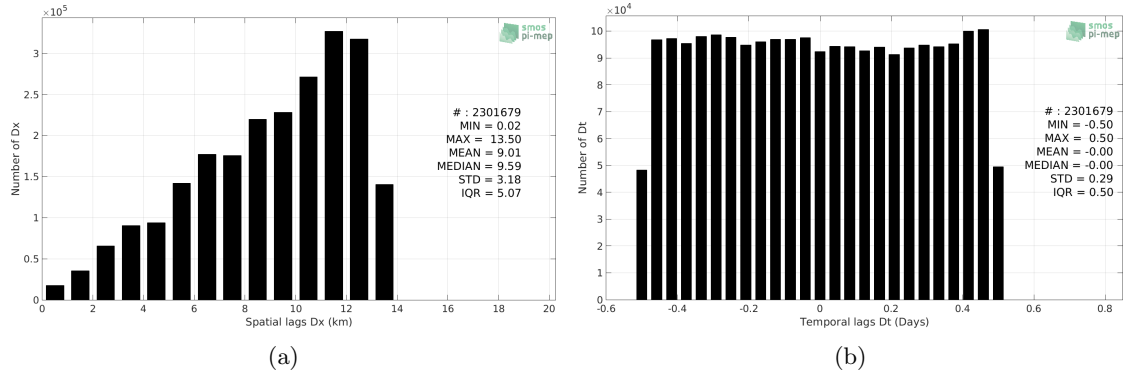 ×10⁵
3
2.5
2
1.5
1
0.5
0
Number of Dx
0 2 4 6 8 10 12 14 16 18 20
Spatial lags Dx (km)
smos
pi-mep
# : 2301679
MIN = 0.02
MAX = 13.50
MEAN = 9.01
MEDIAN = 9.59
STD = 3.18
IQR = 5.07
(a)
×10⁴
10
9
8
7
6
5
4
3
2
1
0
Number of Dt
-0.6 -0.4 -0.2 0 0.2 0.4 0.6 0.8
Temporal lags Dt (Days)
smos
pi-mep
# : 2301679
MIN = -0.50
MAX = 0.50
MEAN = -0.00
MEDIAN = -0.00
STD = 0.29
IQR = 0.50
(b)